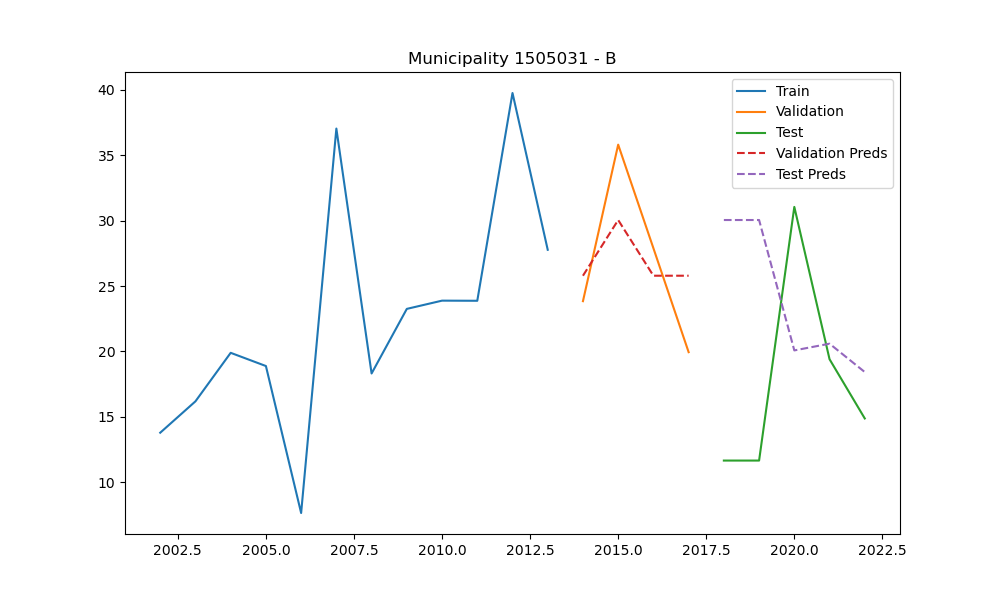 Municipality 1505031 - B
Train
Validation
Test
Validation Preds
Test Preds
40
35
30
25
20
15
10
2002.5 2005.0 2007.5 2010.0 2012.5 2015.0 2017.5 2020.0 2022.5